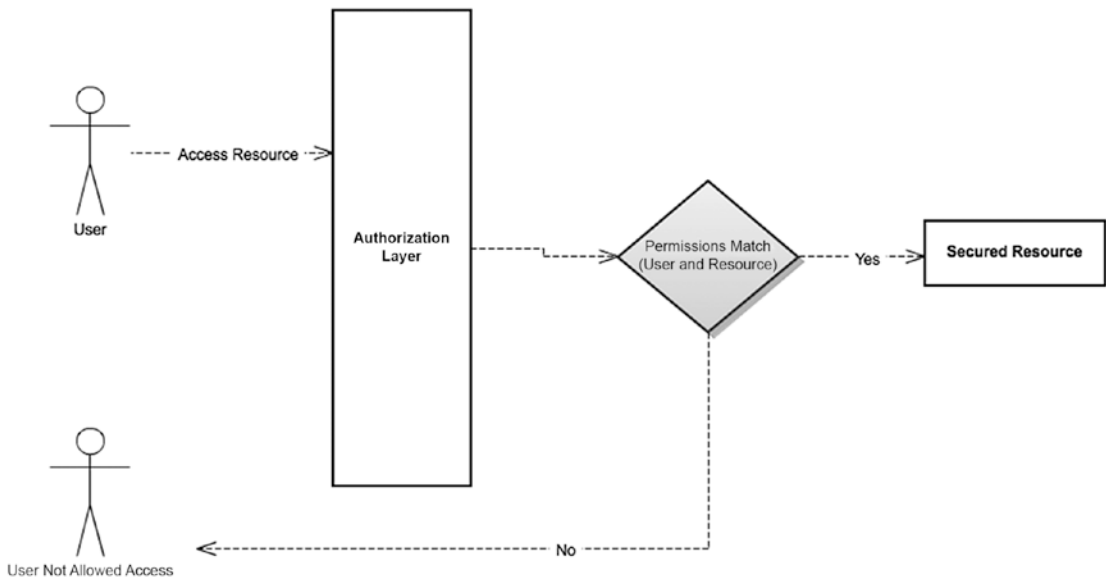 Access Resource
User
Authorization
Layer
Permissions Match
(User and Resource)
Yes
Secured Resource
No
User Not Allowed Access